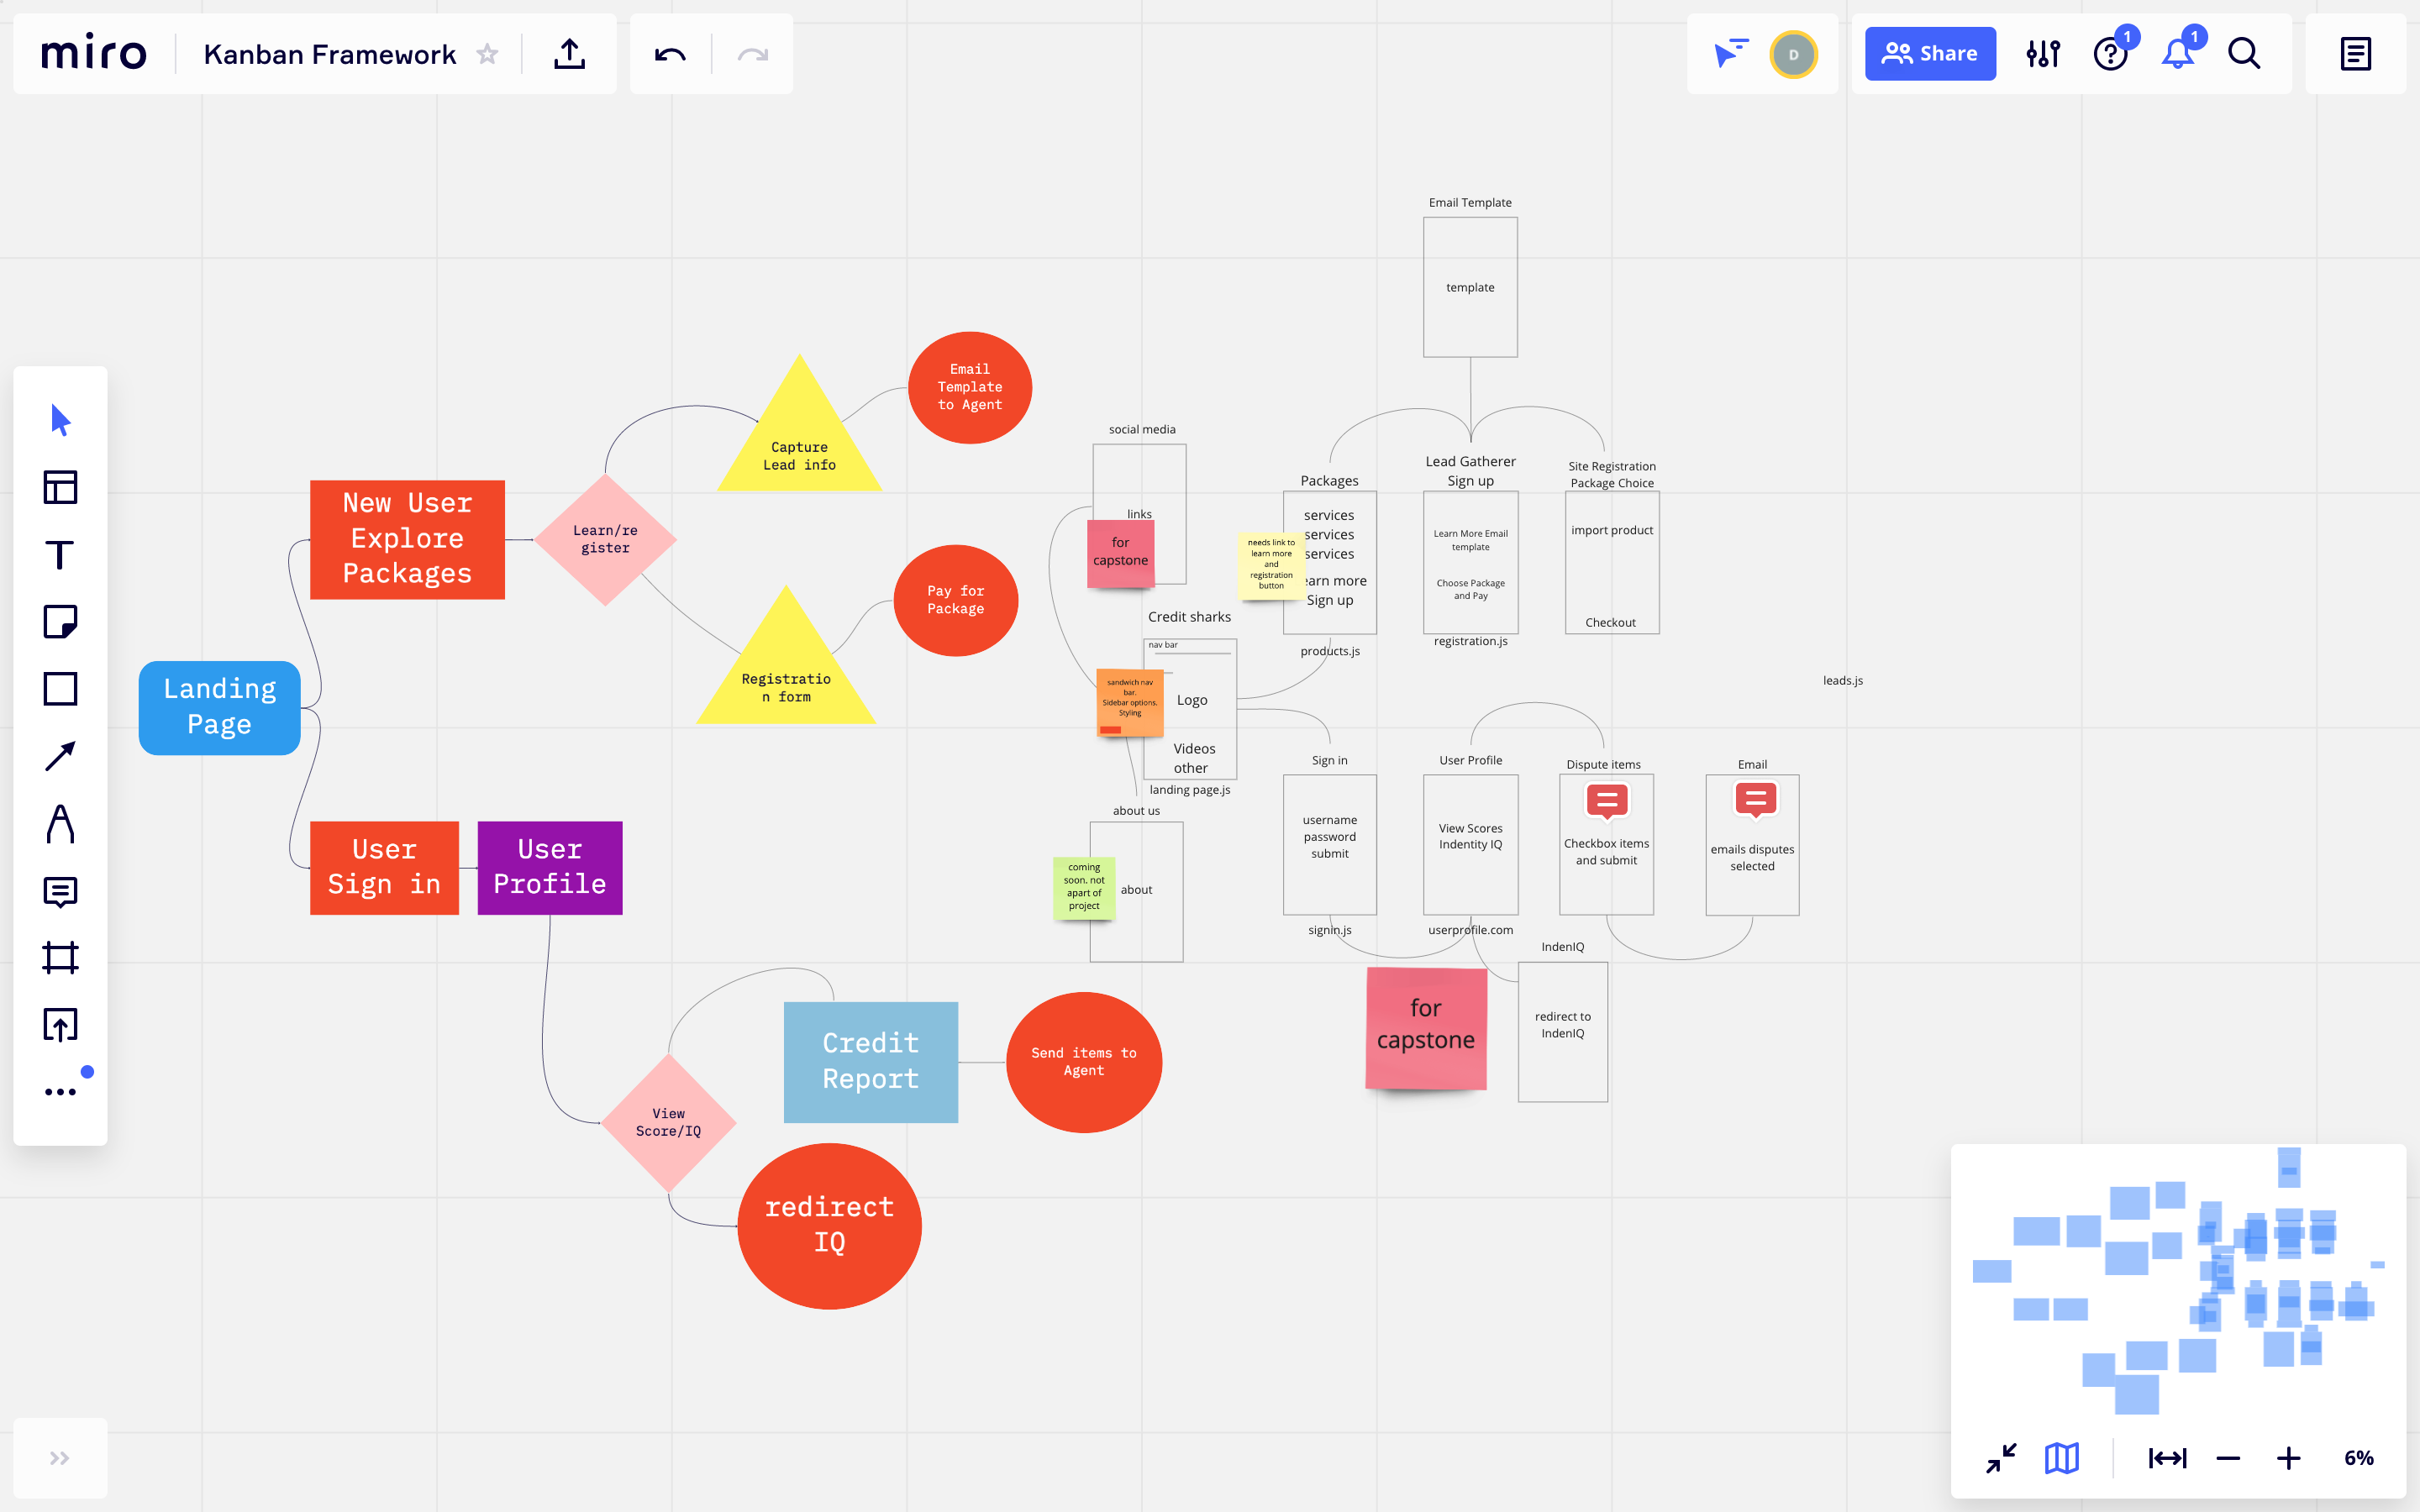 miro
Kanban Framework
D
Share
1
1
Email Template
template
Email
Template
to Agent
Capture
Lead info
New User
Explore
Packages
Learn/re
gister
Pay for
Package
Registratio
n form
Landing
Page
User
Sign in
User
Profile
View
Score/IQ
Credit
Report
Send items to
Agent
redirect
IQ
social media
links
for
capstone
Credit sharks
nav bar
sandwich nav
bar.
Sidebar options.
Styling
Logo
Videos
other
landing page.js
about us
coming
soon. not
apart of
project
about
Packages
services
services
services
earn more
Sign up
needs link to
learn more
and
registration
button
products.js
Lead Gatherer
Sign up
Learn More Email
template
Choose Package
and Pay
registration.js
Site Registration
Package Choice
import product
Checkout
leads.js
Sign in
username
password
submit
signin.js
User Profile
View Scores
Indentity IQ
userprofile.com
Dispute items
Checkbox items
and submit
Email
emails disputes
selected
IndenIQ
redirect to
IndenIQ
for
capstone
6%